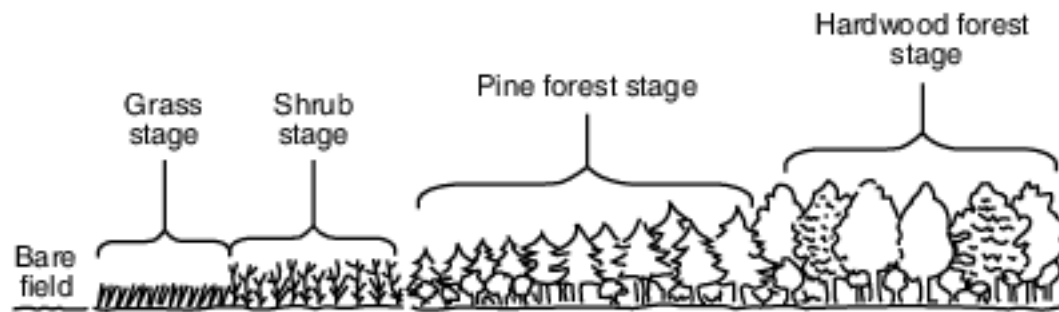 Hardwood forest
stage
Pine forest stage
Grass
stage
Shrub
stage
Bare
field